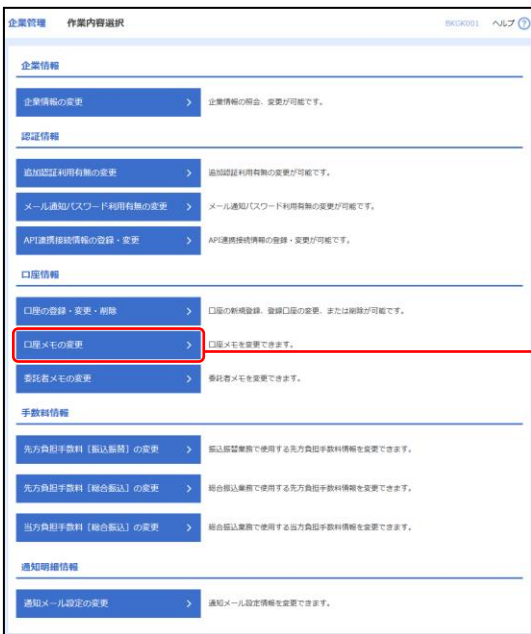 企業管理 作業内容選択 BKGK001 ヘルプ ?
企業情報
企業情報の変更 > 企業情報の照会、変更が可能です。
認証情報
追加認証利用有無の変更 > 追加認証利用有無の変更が可能です。
メール通知パスワード利用有無の変更 > メール通知パスワード利用有無の変更が可能です。
API連携接続情報の登録・変更 > API連携接続情報の登録・変更が可能です。
口座情報
口座の登録・変更・削除 > 口座の新規登録、登録口座の変更、または削除が可能です。
口座メモの変更 > 口座メモを変更できます。
委託者メモの変更 > 委託者メモを変更できます。
手数料情報
先方負担手数料［振込振替］の変更 > 振込振替業務で使用する先方負担手数料情報を変更できます。
先方負担手数料［総合振込］の変更 > 総合振込業務で使用する先方負担手数料情報を変更できます。
当方負担手数料［総合振込］の変更 > 総合振込業務で使用する当方負担手数料情報を変更できます。
通知明細情報
通知メール設定の変更 > 通知メール設定情報を変更できます。